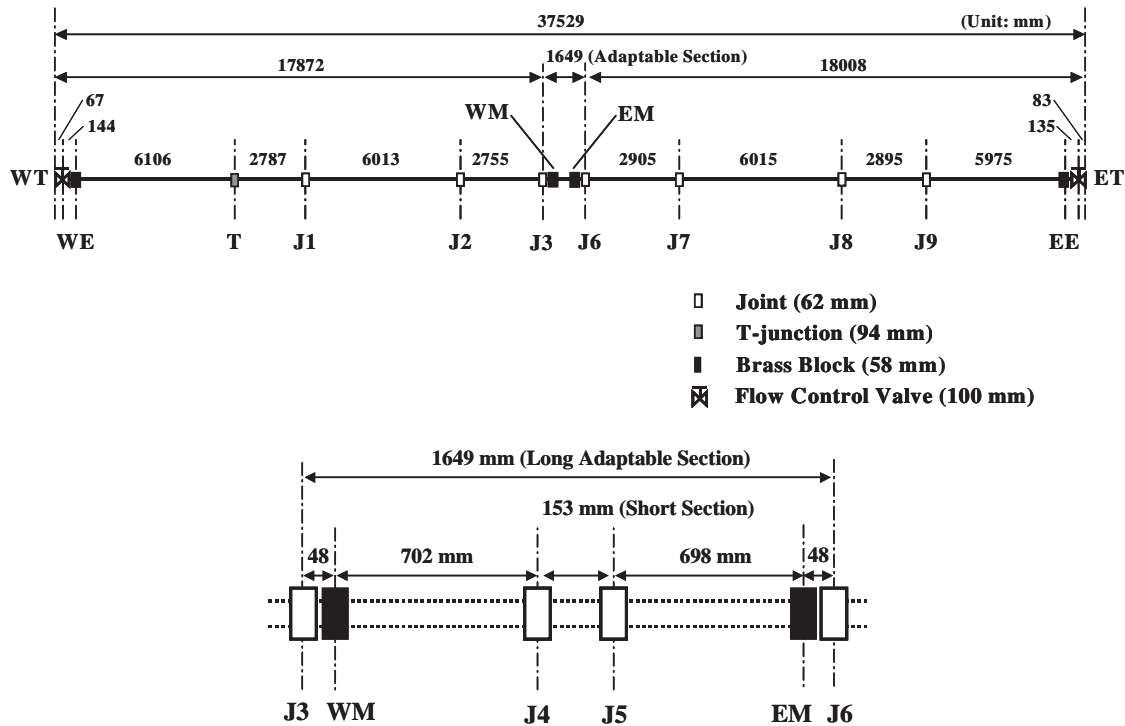 37529 (Unit: mm)
17872 1649 (Adaptable Section) 18008
67 WM EM 83
144 135
6106 2787 6013 2755 2905 6015 2895 5975
WT ET
WE T J1 J2 J3 J6 J7 J8 J9 EE
Joint (62 mm)
T-junction (94 mm)
Brass Block (58 mm)
Flow Control Valve (100 mm)
1649 mm (Long Adaptable Section)
153 mm (Short Section)
48 702 mm 698 mm 48
J3 WM J4 J5 EM J6